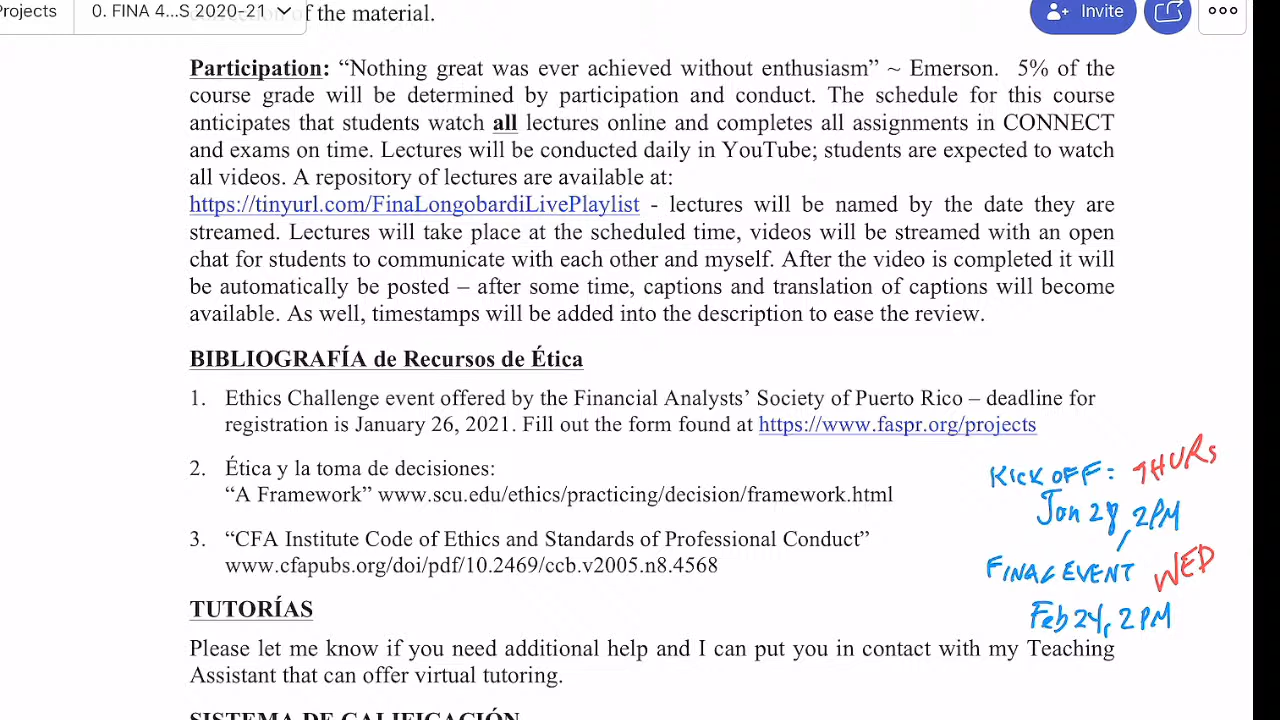 Projects
0. FINA 4...S 2020-21
of the material.
Invite
Participation: “Nothing great was ever achieved without enthusiasm” ~ Emerson. 5% of the
course grade will be determined by participation and conduct. The schedule for this course
anticipates that students watch all lectures online and completes all assignments in CONNECT
and exams on time. Lectures will be conducted daily in YouTube; students are expected to watch
all videos. A repository of lectures are available at:
https://tinyurl.com/FinaLongobardiLivePlaylist - lectures will be named by the date they are
streamed. Lectures will take place at the scheduled time, videos will be streamed with an open
chat for students to communicate with each other and myself. After the video is completed it will
be automatically be posted – after some time, captions and translation of captions will become
available. As well, timestamps will be added into the description to ease the review.
BIBLIOGRAFÍA de Recursos de Ética
1. Ethics Challenge event offered by the Financial Analysts’ Society of Puerto Rico – deadline for
registration is January 26, 2021. Fill out the form found at https://www.faspr.org/projects
2. Ética y la toma de decisiones:
“A Framework” www.scu.edu/ethics/practicing/decision/framework.html
3. “CFA Institute Code of Ethics and Standards of Professional Conduct”
www.cfapubs.org/doi/pdf/10.2469/ccb.v2005.n8.4568
KICK OFF: THURS
Jan 28, 2PM
FINAL EVENT WED
Feb 24, 2PM
TUTORÍAS
Please let me know if you need additional help and I can put you in contact with my Teaching
Assistant that can offer virtual tutoring.
SISTEMA DE CALIFICACIÓN